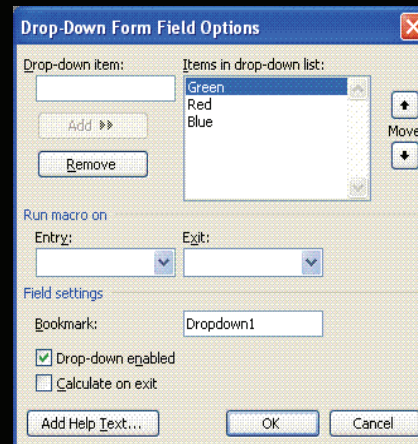 Drop-Down Form Field Options
Drop-down item:
Items in drop-down list:
Green
Red
Blue
Add
Remove
Move
Run macro on
Entry:
Exit:
Field settings
Bookmark:
Dropdown1
Drop-down enabled
Calculate on exit
Add Help Text...
OK
Cancel